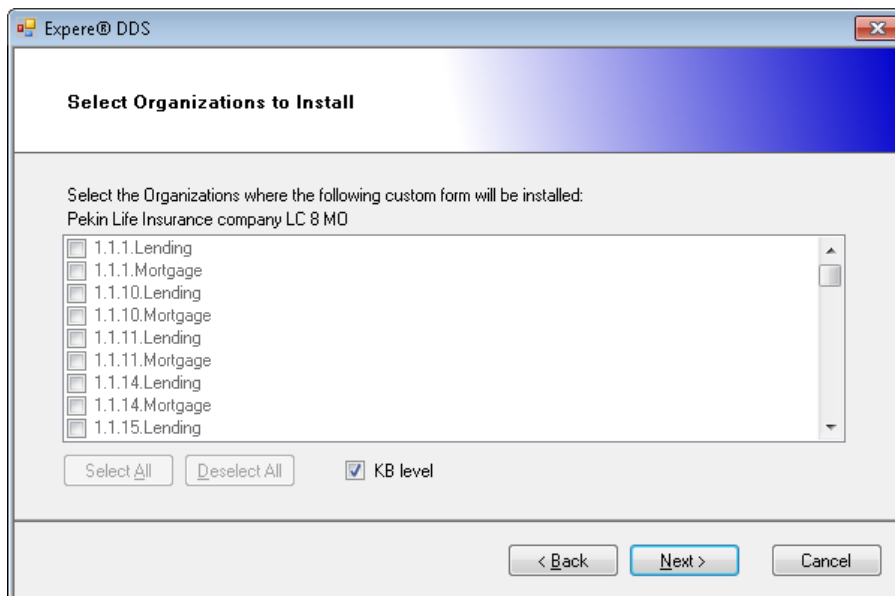 Expere® DDS
Select Organizations to Install
Select the Organizations where the following custom form will be installed:
Pekin Life Insurance company LC 8 MO
1.1.1.Lending
1.1.1.Mortgage
1.1.10.Lending
1.1.10.Mortgage
1.1.11.Lending
1.1.11.Mortgage
1.1.14.Lending
1.1.14.Mortgage
1.1.15.Lending
Select All Deselect All KB level
< Back Next > Cancel